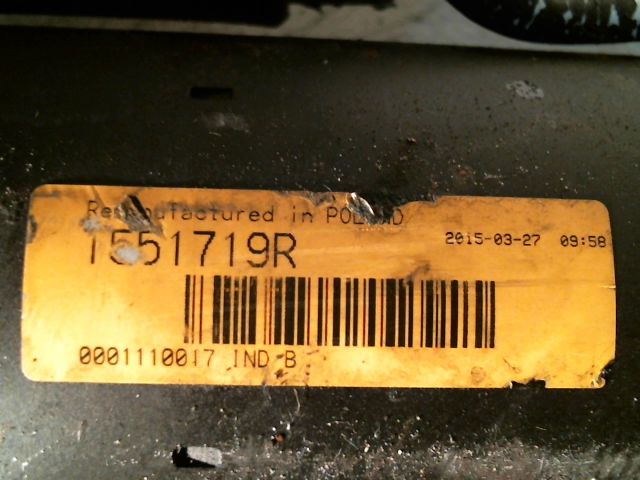 Remanufactured in POLAND
1551719R
2015-03-27 09:58
0001110017 IND B